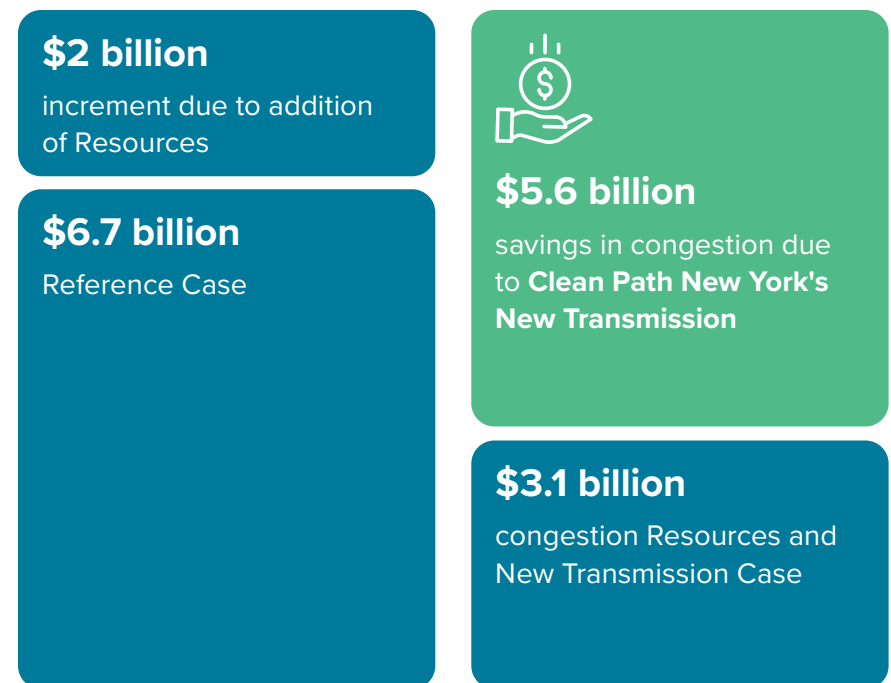 $2 billion
increment due to addition
of Resources
$6.7 billion
Reference Case
$
$5.6 billion
savings in congestion due
to Clean Path New York's
New Transmission
$3.1 billion
congestion Resources and
New Transmission Case